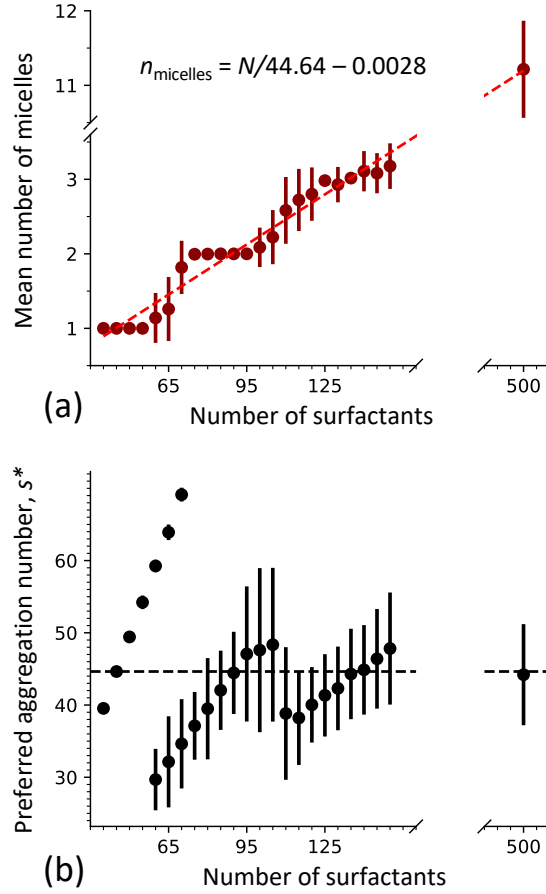 12
11
3
2
1
Mean number of micelles
n_micelles = N/44.64 – 0.0028
65
95
125
500
(a)
Number of surfactants
60
50
40
30
Preferred aggregation number, s*
65
95
125
500
(b)
Number of surfactants